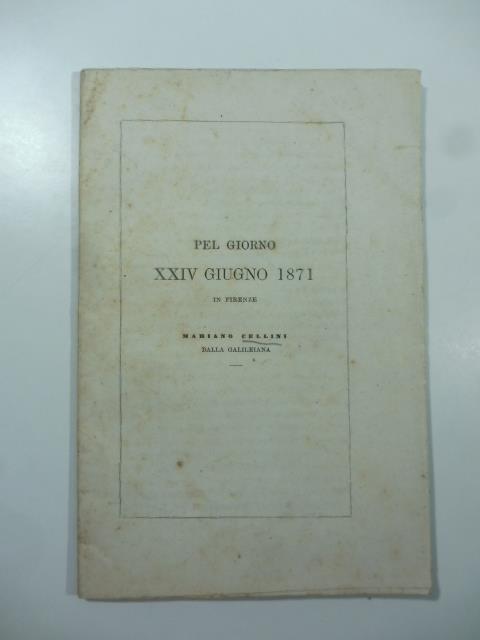 PEL GIORNO
XXIV GIUGNO 1871
IN FIRENZE
MARIANO CELLINI
DALLA GALILEIANA